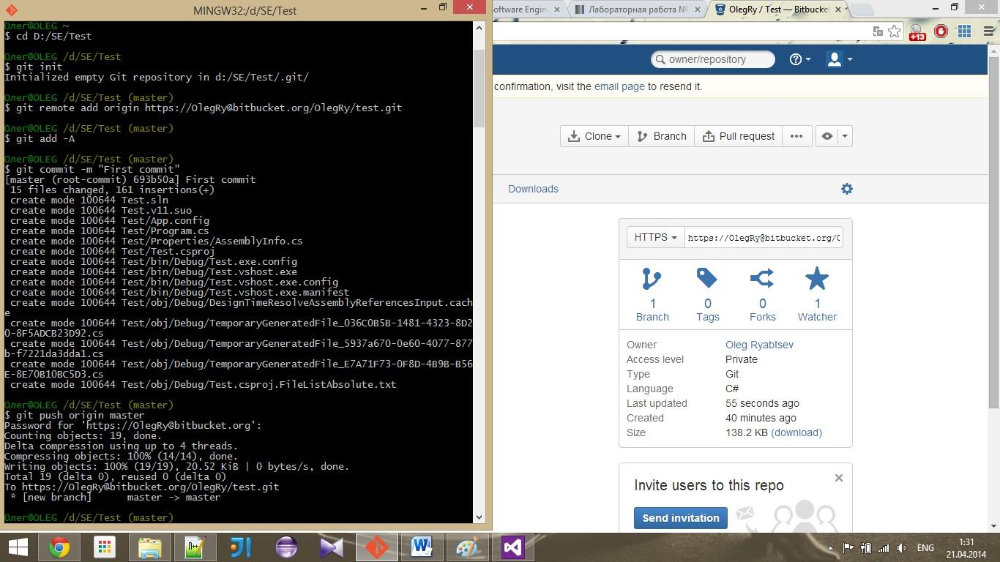 MINGW32:/d/SE/Test
Олег@OLEG ~
$ cd D:/SE/Test
Олег@OLEG /d/SE/Test
$ git init
Initialized empty Git repository in d:/SE/Test/.git/
Олег@OLEG /d/SE/Test (master)
$ git remote add origin https://OlegRy@bitbucket.org/OlegRy/test.git
Олег@OLEG /d/SE/Test (master)
$ git add -A
Олег@OLEG /d/SE/Test (master)
$ git commit -m "First commit"
[master (root-commit) 693b50a] First commit
15 files changed, 161 insertions(+)
create mode 100644 Test.sln
create mode 100644 Test.v11.suo
create mode 100644 Test/App.config
create mode 100644 Test/Program.cs
create mode 100644 Test/Properties/AssemblyInfo.cs
create mode 100644 Test/Test.csproj
create mode 100644 Test/bin/Debug/Test.exe.config
create mode 100644 Test/bin/Debug/Test.vshost.exe
create mode 100644 Test/bin/Debug/Test.vshost.exe.config
create mode 100644 Test/bin/Debug/Test.vshost.exe.manifest
create mode 100644 Test/obj/Debug/DesignTimeResolveAssemblyReferencesInput.cach
e
create mode 100644 Test/obj/Debug/TemporaryGeneratedFile_036C0B5B-1481-4323-8D2
0-8F5ADCB23D92.cs
create mode 100644 Test/obj/Debug/TemporaryGeneratedFile_5937a670-0e60-4077-877
b-f7221da3dda1.cs
create mode 100644 Test/obj/Debug/TemporaryGeneratedFile_E7A71F73-0F8D-4B9B-B56
E-8E70B10BC5D3.cs
create mode 100644 Test/obj/Debug/Test.csproj.FileListAbsolute.txt
Олег@OLEG /d/SE/Test (master)
$ git push origin master
Password for 'https://OlegRy@bitbucket.org':
Counting objects: 19, done.
Delta compression using up to 4 threads.
Compressing objects: 100% (14/14), done.
Writing objects: 100% (19/19), 20.52 KiB | 0 bytes/s, done.
Total 19 (delta 0), reused 0 (delta 0)
To https://OlegRy@bitbucket.org/OlegRy/test.git
* [new branch]      master -> master
Олег@OLEG /d/SE/Test (master)
Software Engin
Лабораторная работа №
OlegRy / Test — Bitbucket
+13
owner/repository
confirmation, visit the email page to resend it.
Clone
Branch
Pull request
Downloads
HTTPS
https://OlegRy@bitbucket.org/O
1
Branch
0
Tags
0
Forks
1
Watcher
Owner Oleg Ryabtsev
Access level Private
Type Git
Language C#
Last updated 55 seconds ago
Created 40 minutes ago
Size 138.2 KB (download)
Invite users to this repo
Send invitation
ENG
1:31
21.04.2014